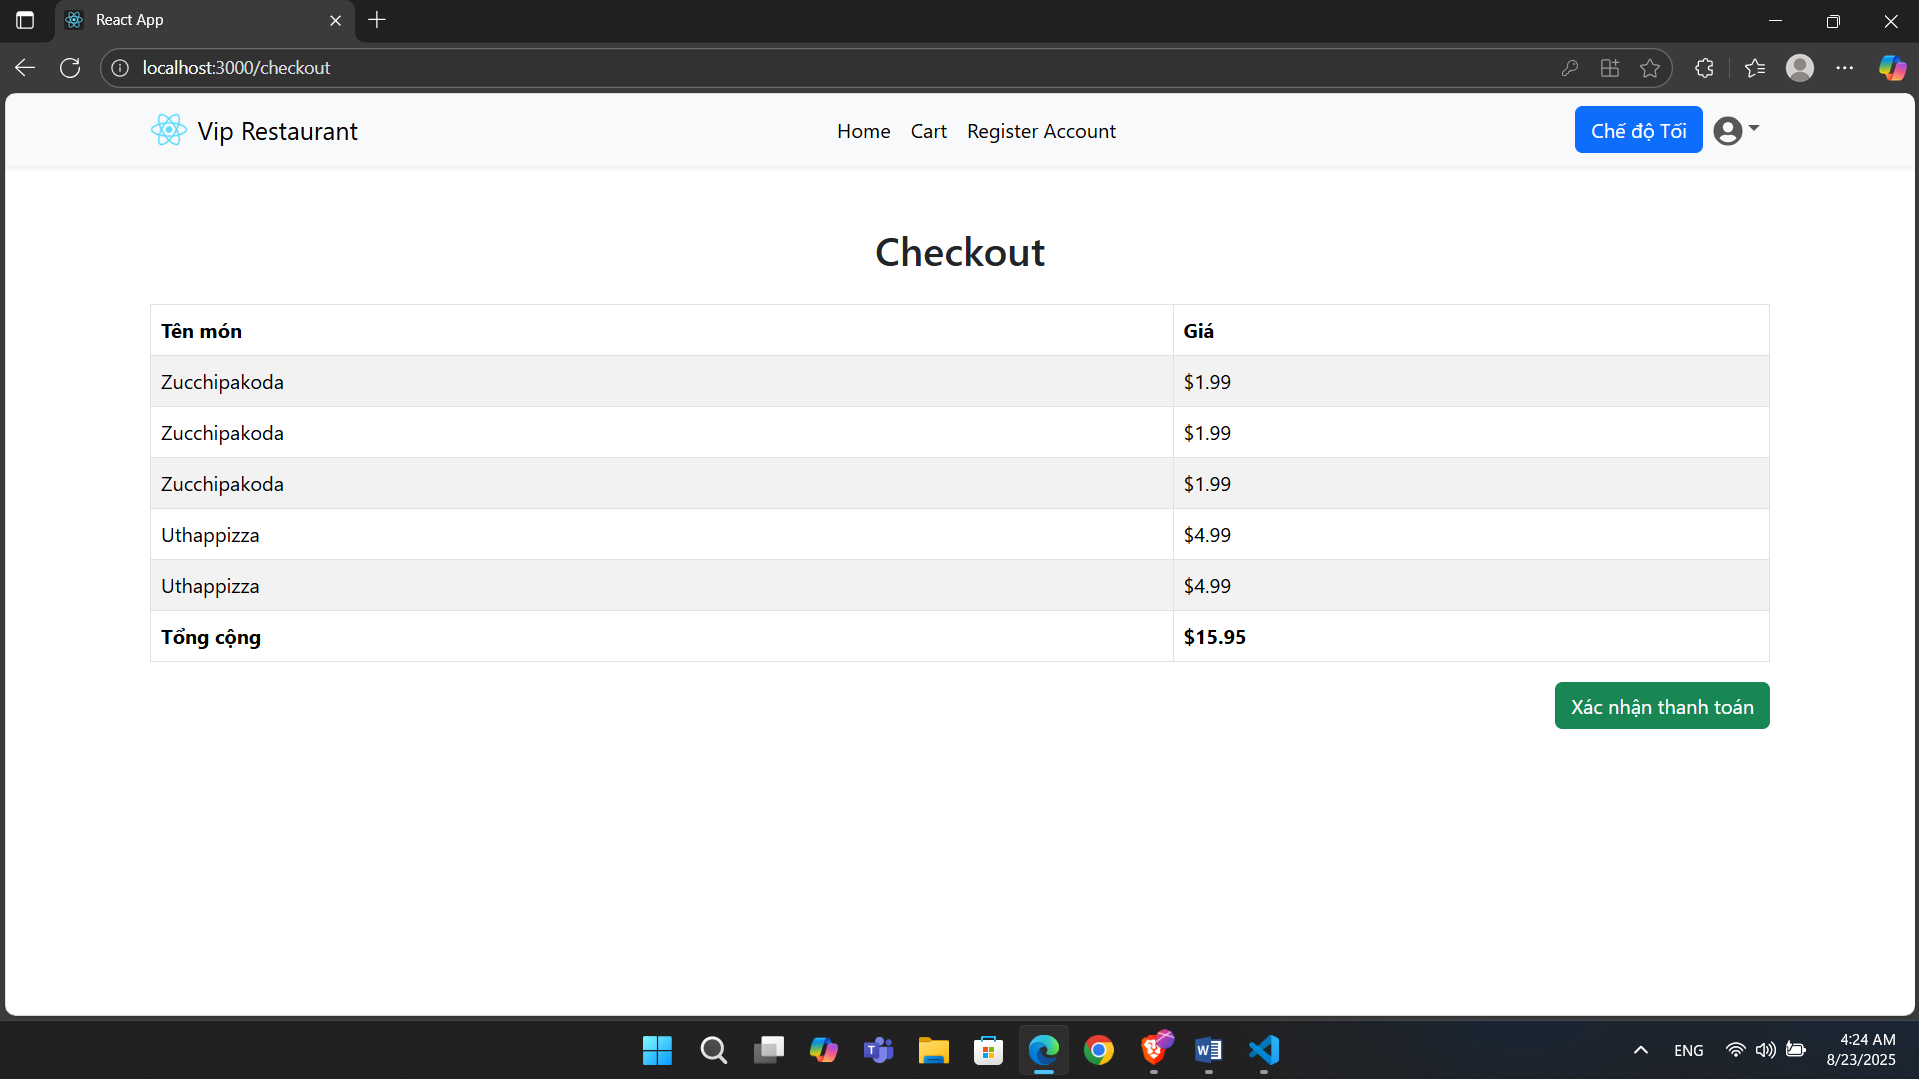 React App
localhost:3000/checkout
Vip Restaurant
Home
Cart
Register Account
Chế độ Tối
Checkout
Tên món
Giá
Zucchipakoda
$1.99
Zucchipakoda
$1.99
Zucchipakoda
$1.99
Uthappizza
$4.99
Uthappizza
$4.99
Tổng cộng
$15.95
Xác nhận thanh toán
ENG
4:24 AM
8/23/2025